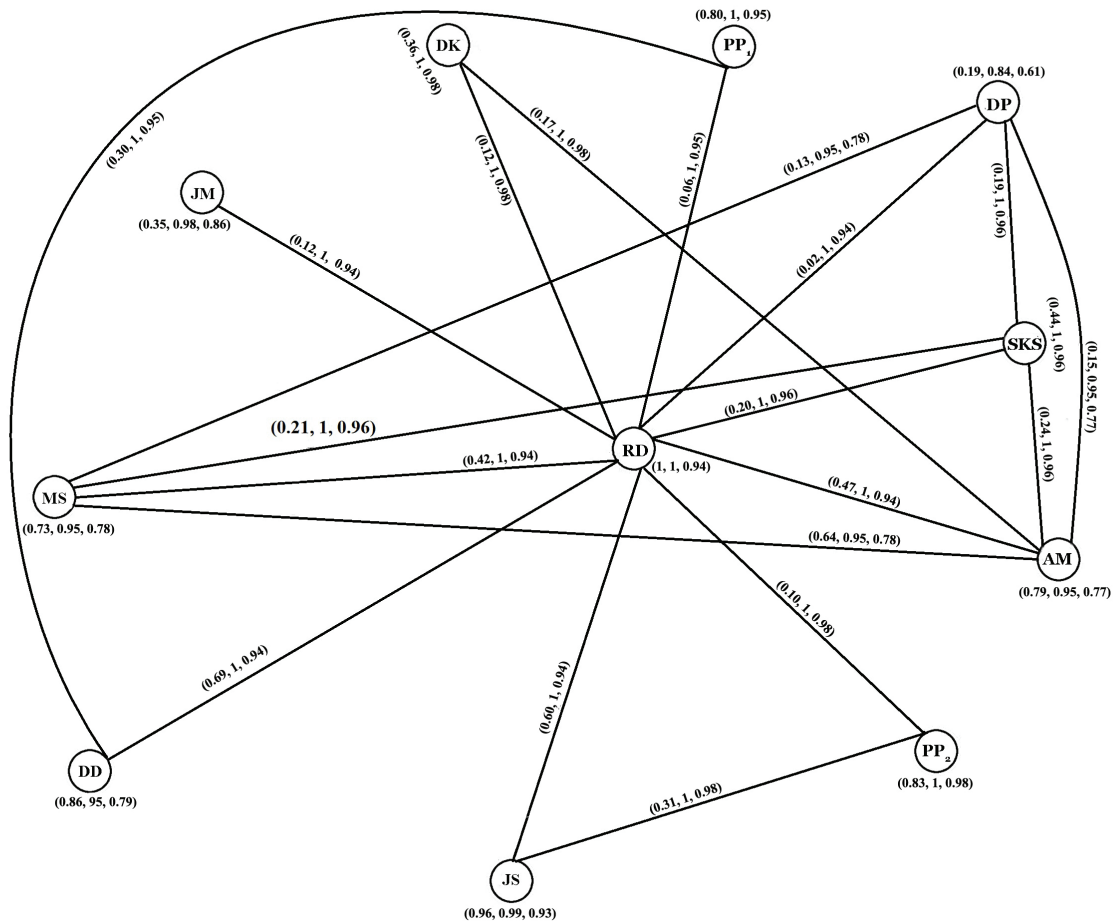 (0.80, 1, 0.95)
PP1
DK
(0.36, 1, 0.98)
(0.19, 0.84, 0.61)
DP
(0.30, 1, 0.95)
(0.17, 1, 0.98)
(0.12, 1, 0.98)
(0.06, 1, 0.95)
(0.13, 0.95, 0.78)
JM
(0.35, 0.98, 0.86)
(0.19, 1, 0.96)
(0.12, 1, 0.94)
(0.02, 1, 0.94)
(0.44, 1, 0.96)
SKS
(0.15, 0.95, 0.77)
(0.20, 1, 0.96)
(0.21, 1, 0.96)
(0.24, 1, 0.96)
RD
(1, 1, 0.94)
(0.42, 1, 0.94)
(0.47, 1, 0.94)
MS
(0.73, 0.95, 0.78)
(0.64, 0.95, 0.78)
AM
(0.79, 0.95, 0.77)
(0.10, 1, 0.98)
(0.69, 1, 0.94)
(0.60, 1, 0.94)
PP2
(0.83, 1, 0.98)
DD
(0.86, 95, 0.79)
(0.31, 1, 0.98)
JS
(0.96, 0.99, 0.93)